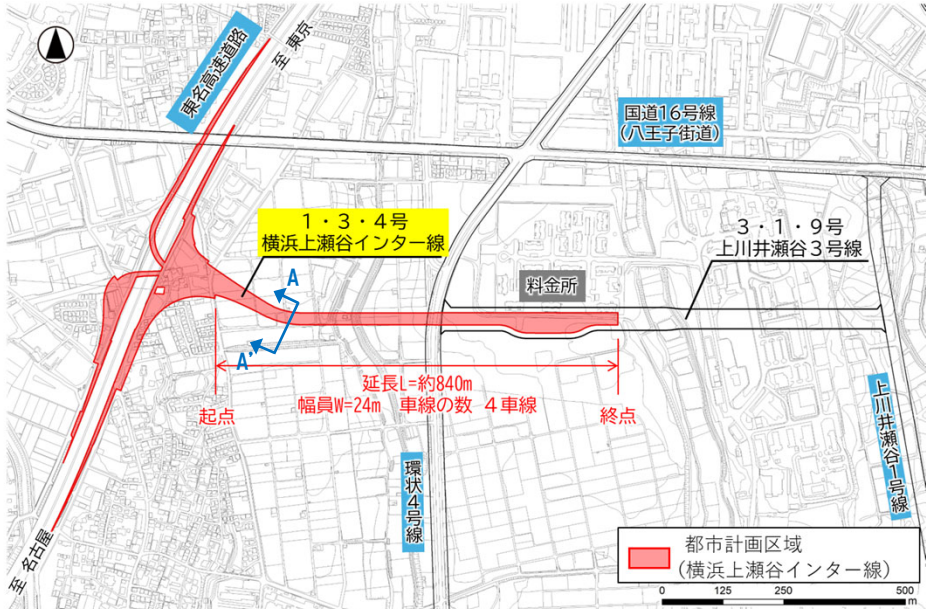 東名高速道路
至 東京
国道16号線
(八王子街道)
1・3・4号
横浜上瀬谷インター線
3・1・9号
上川井瀬谷3号線
料金所
A
A'
延長L=約840m
幅員W=24m 車線の数 4車線
起点
終点
環状4号線
上川井瀬谷1号線
至 名古屋
都市計画区域
(横浜上瀬谷インター線)
0 125 250 500
m